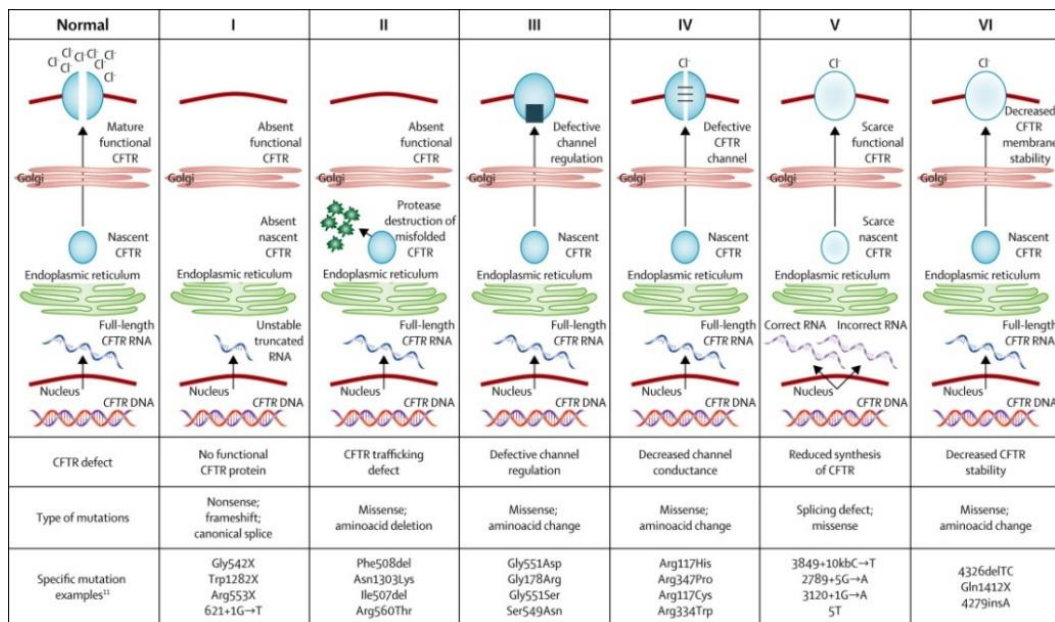 Normal
I
II
III
IV
V
VI
Cl⁻ Cl⁻ Cl⁻ Cl⁻ Cl⁻ Cl⁻ Cl⁻ Cl⁻
Mature
functional
CFTR
Golgi
Nascent
CFTR
Endoplasmic reticulum
Full-length
CFTR RNA
Nucleus
CFTR DNA
Absent
functional
CFTR
Golgi
Absent
nascent
CFTR
Endoplasmic reticulum
Unstable
truncated
RNA
Nucleus
CFTR DNA
Absent
functional
CFTR
Golgi
Protease
destruction of
misfolded
CFTR
Endoplasmic reticulum
Full-length
CFTR RNA
Nucleus
CFTR DNA
Defective
channel
regulation
Golgi
Nascent
CFTR
Endoplasmic reticulum
Full-length
CFTR RNA
Nucleus
CFTR DNA
Cl⁻
Defective
CFTR
channel
Golgi
Nascent
CFTR
Endoplasmic reticulum
Full-length
CFTR RNA
Nucleus
CFTR DNA
Cl⁻
Scarce
functional
CFTR
Golgi
Scarce
nascent
CFTR
Endoplasmic reticulum
Correct RNA Incorrect RNA
Nucleus
CFTR DNA
Cl⁻
Decreased
CFTR
membrane
stability
Golgi
Nascent
CFTR
Endoplasmic reticulum
Full-length
CFTR RNA
Nucleus
CFTR DNA
CFTR defect
No functional
CFTR protein
CFTR trafficking
defect
Defective channel
regulation
Decreased channel
conductance
Reduced synthesis
of CFTR
Decreased CFTR
stability
Type of mutations
Nonsense;
frameshift;
canonical splice
Missense;
aminoacid deletion
Missense;
aminoacid change
Missense;
aminoacid change
Splicing defect;
missense
Missense;
aminoacid change
Specific mutation
examples¹¹
Gly542X
Trp1282X
Arg553X
621+1G→T
Phe508del
Asn1303Lys
Ile507del
Arg560Thr
Gly551Asp
Gly178Arg
Gly551Ser
Ser549Asn
Arg117His
Arg347Pro
Arg117Cys
Arg334Trp
3849+10kbC→T
2789+5G→A
3120+1G→A
5T
4326delTC
Gln1412X
4279insA